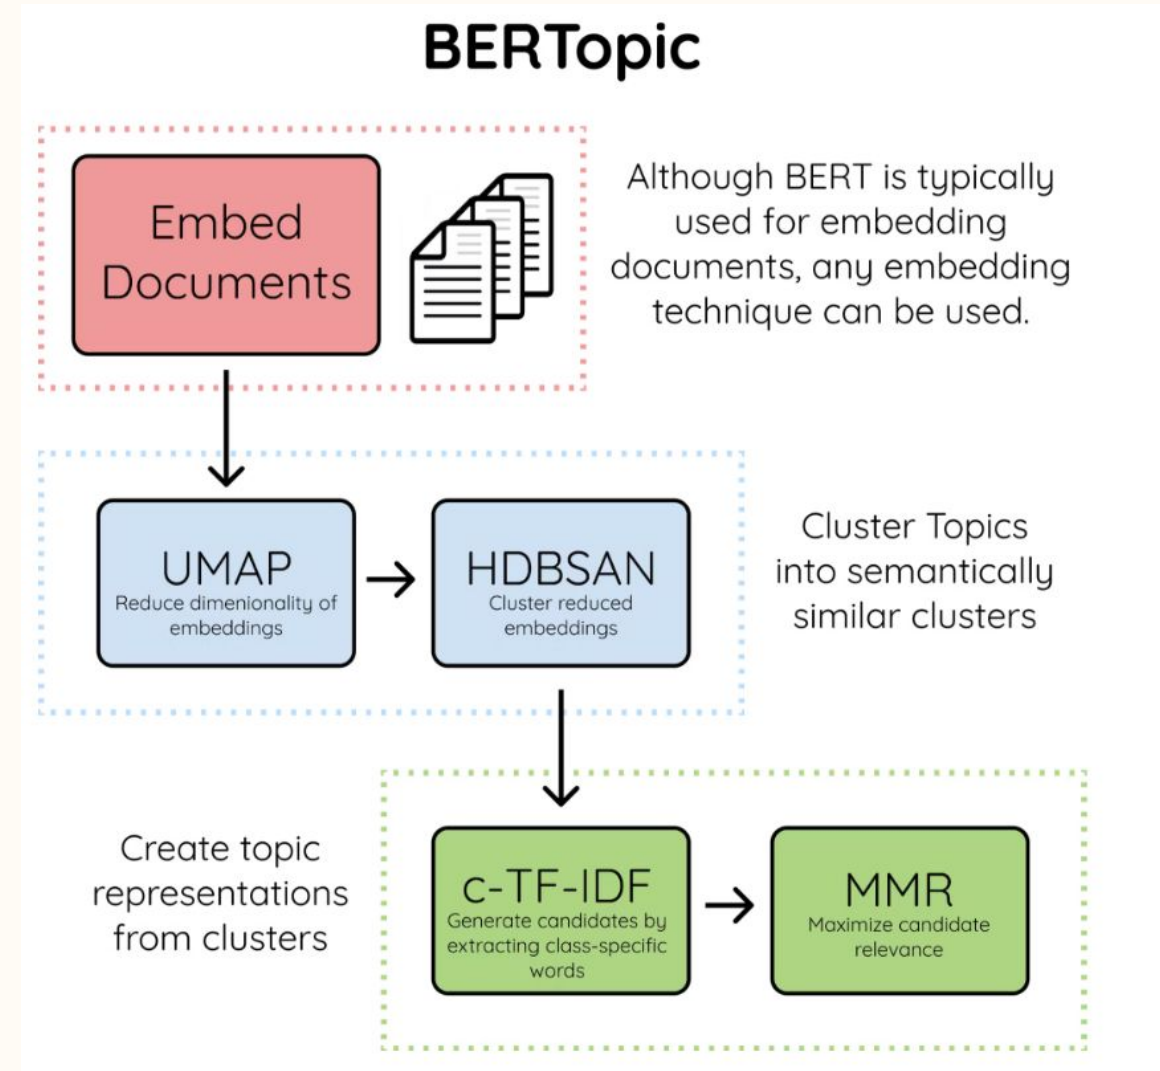 BERTopic
Embed
Documents
Although BERT is typically
used for embedding
documents, any embedding
technique can be used.
UMAP
Reduce dimenionality of
embeddings
HDBSAN
Cluster reduced
embeddings
Cluster Topics
into semantically
similar clusters
Create topic
representations
from clusters
c-TF-IDF
Generate candidates by
extracting class-specific
words
MMR
Maximize candidate
relevance